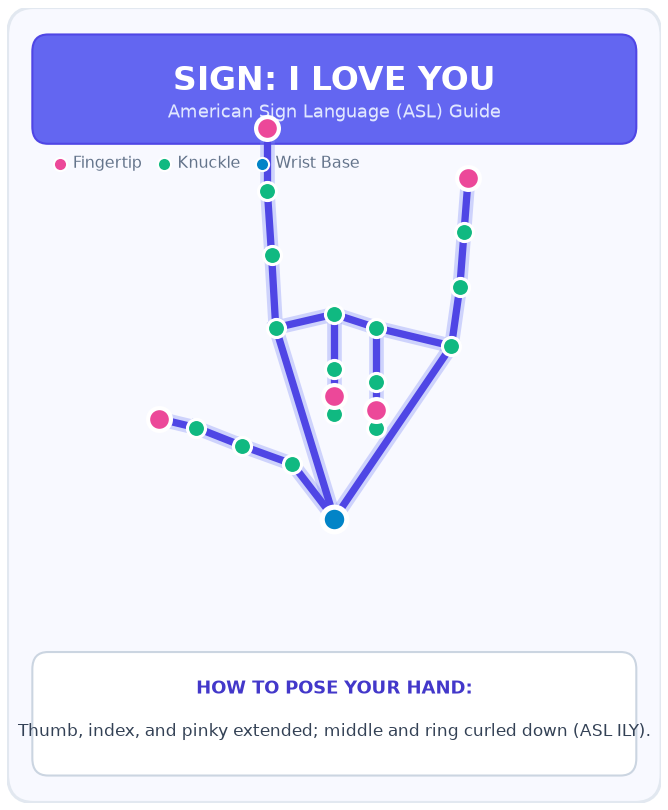 SIGN: I LOVE YOU
American Sign Language (ASL) Guide
Fingertip Knuckle Wrist Base
HOW TO POSE YOUR HAND:
Thumb, index, and pinky extended; middle and ring curled down (ASL ILY).